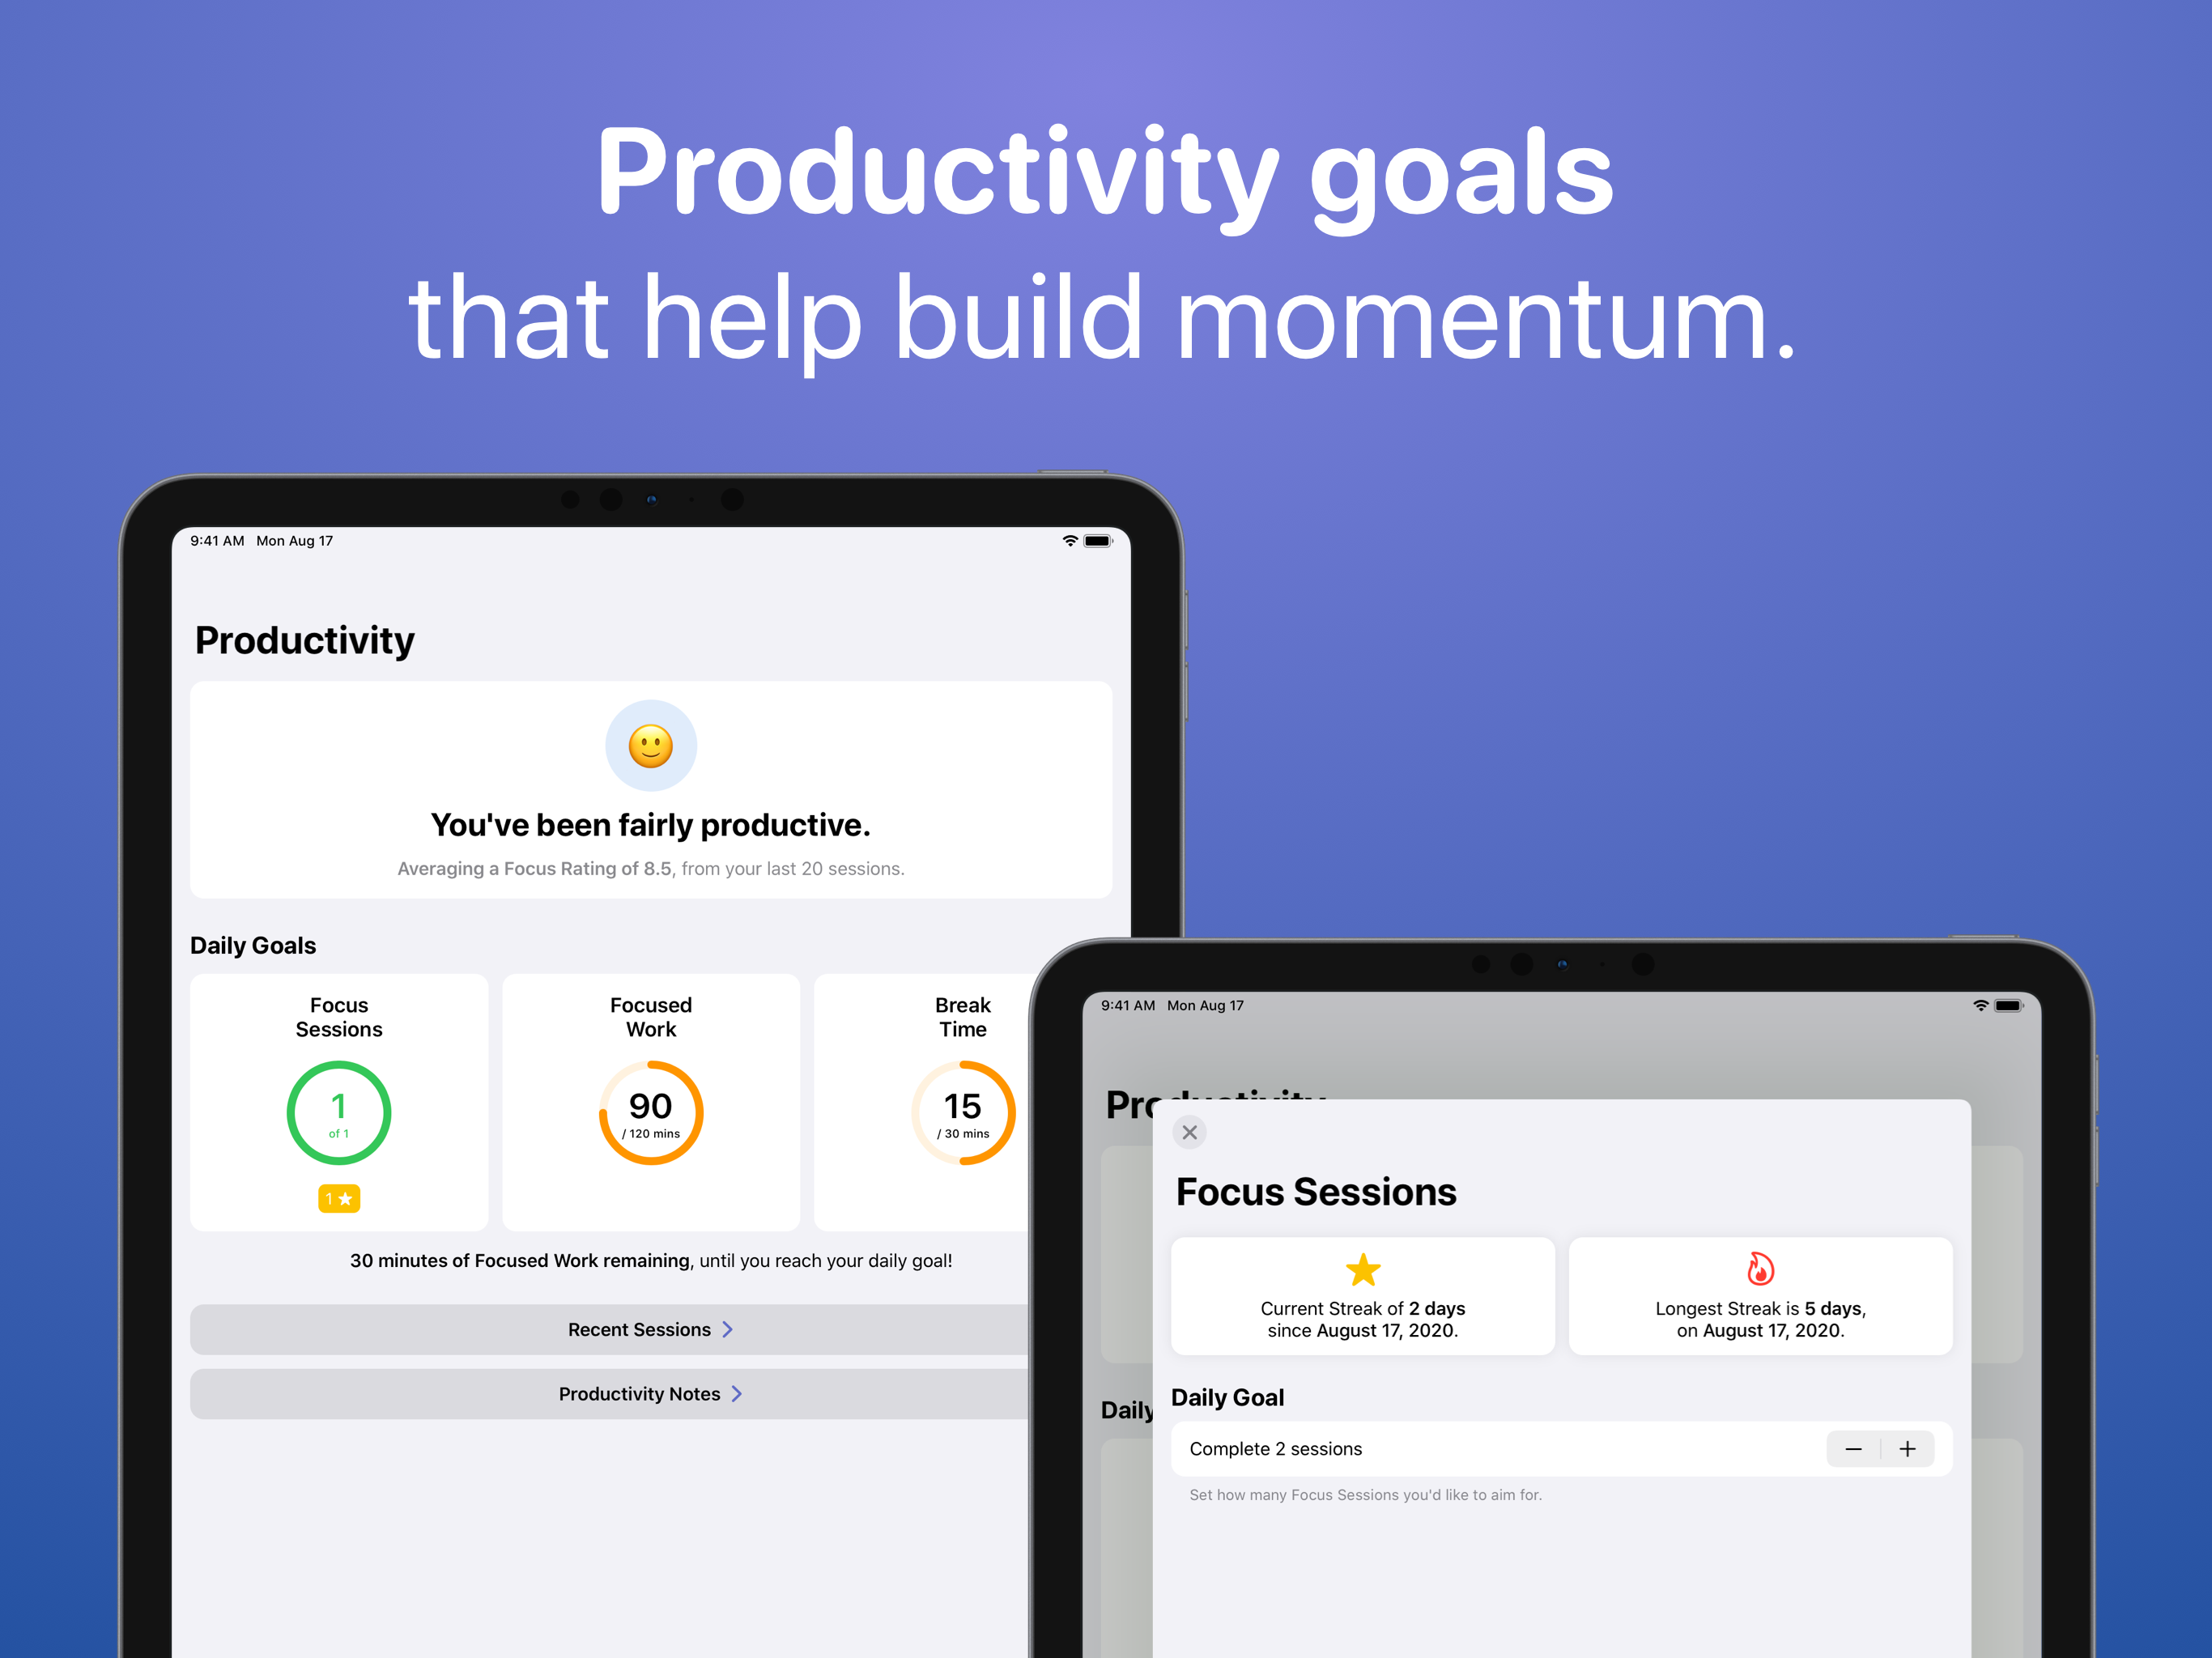 Productivity goals
that help build momentum.
9:41 AM Mon Aug 17
Productivity
You've been fairly productive.
Averaging a Focus Rating of 8.5, from your last 20 sessions.
Daily Goals
Focus
Sessions
1
of 1
1
Focused
Work
90
/ 120 mins
Break
Time
15
/ 30 mins
30 minutes of Focused Work remaining, until you reach your daily goal!
Recent Sessions
Productivity Notes
9:41 AM Mon Aug 17
Productivity
Focus Sessions
Current Streak of 2 days
since August 17, 2020.
Longest Streak is 5 days,
on August 17, 2020.
Daily
Daily Goal
Complete 2 sessions
Set how many Focus Sessions you'd like to aim for.